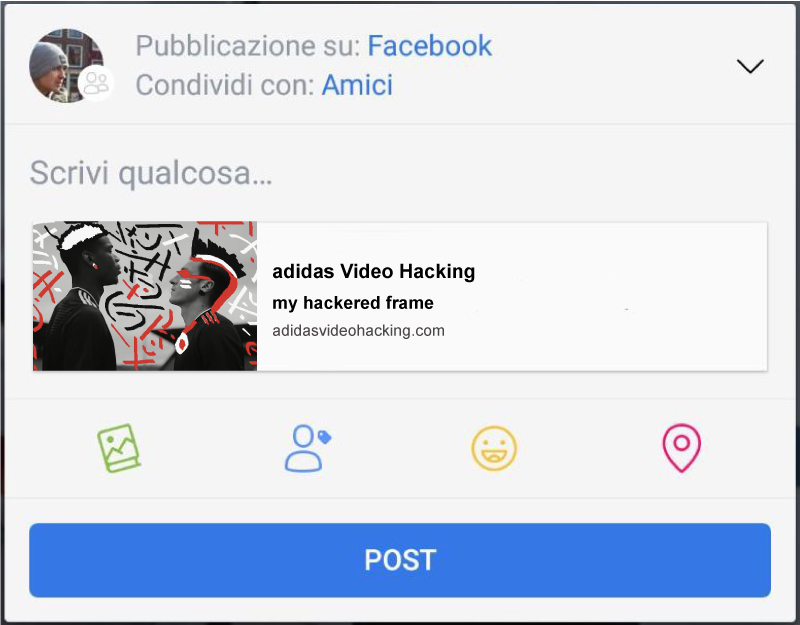 Pubblicazione su: Facebook
Condividi con: Amici
Scrivi qualcosa...
adidas Video Hacking
my hackered frame
adidasvideohacking.com
POST